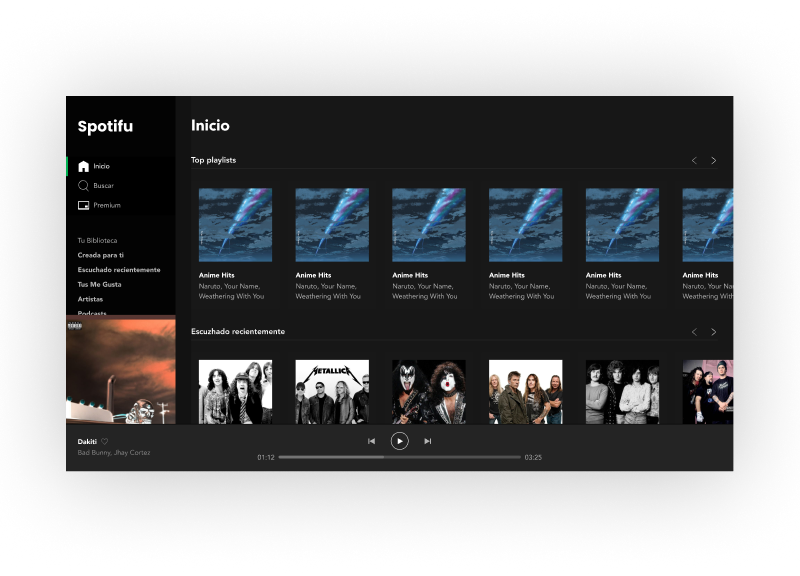 Spotifu
Inicio
Buscar
Premium
Tu Biblioteca
Creada para ti
Escuchado recientemente
Tus Me Gusta
Artistas
Podcasts
Inicio
Top playlists
Anime Hits
Naruto, Your Name,
Weathering With You
Anime Hits
Naruto, Your Name,
Weathering With You
Anime Hits
Naruto, Your Name,
Weathering With You
Anime Hits
Naruto, Your Name,
Weathering With You
Anime Hits
Naruto, Your Name,
Weathering With You
Anime Hits
Naruto, Your Na
Weathering With
Escuzhado recientemente
METALLICA
Dakiti
Bad Bunny, Jhay Cortez
01:12
03:25